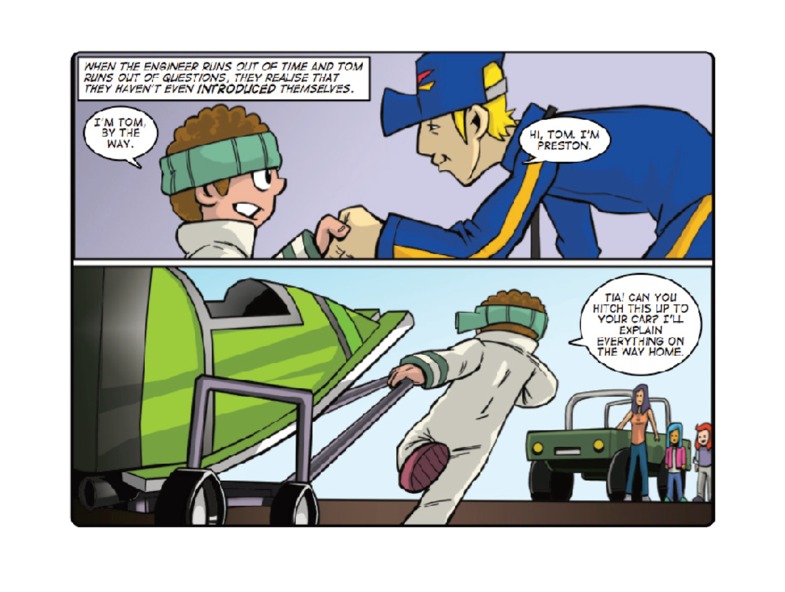 WHEN THE ENGINEER RUNS OUT OF TIME AND TOM
RUNS OUT OF QUESTIONS, THEY REALISE THAT
THEY HAVEN'T EVEN INTRODUCED THEMSELVES.
I'M TOM,
BY THE
WAY.
HI, TOM. I'M
PRESTON.
TIA! CAN YOU
HITCH THIS UP TO
YOUR CAR? I'LL
EXPLAIN
EVERYTHING ON
THE WAY HOME.